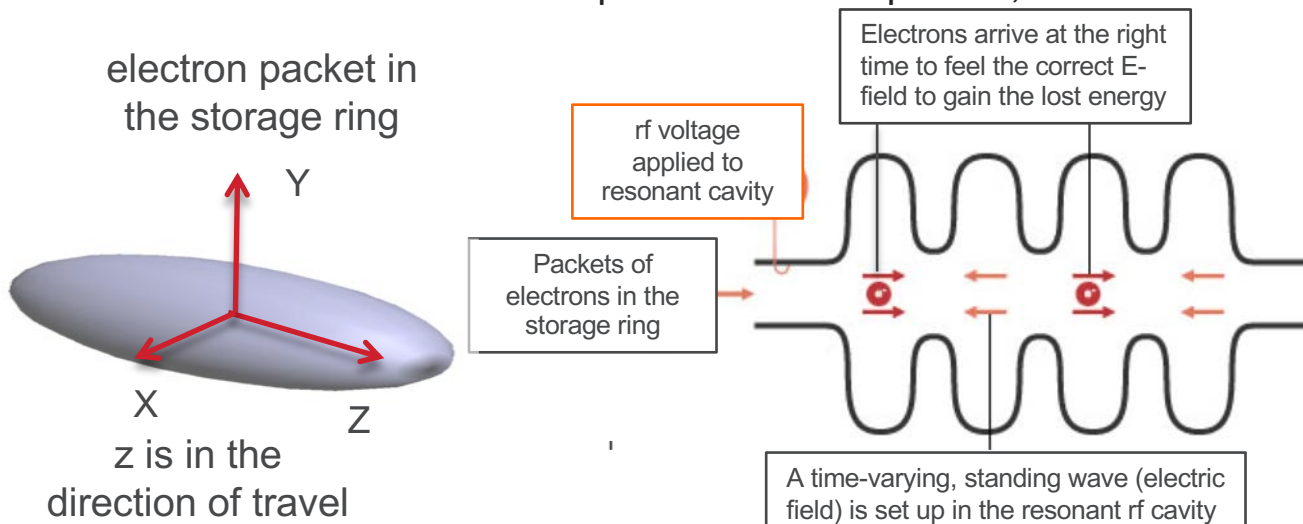 electron packet in
the storage ring
Y
X
Z
z is in the
direction of travel
rf voltage
applied to
resonant cavity
Packets of
electrons in the
storage ring
Electrons arrive at the right
time to feel the correct E-
field to gain the lost energy
A time-varying, standing wave (electric
field) is set up in the resonant rf cavity